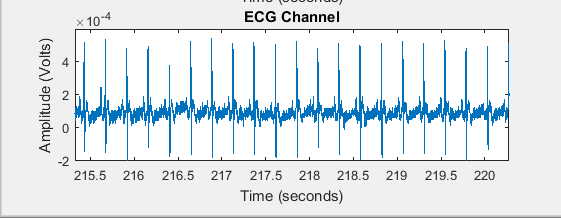 Time (seconds)
ECG Channel
×10⁻⁴
Amplitude (Volts)
4
2
0
-2
215.5 216 216.5 217 217.5 218 218.5 219 219.5 220
Time (seconds)